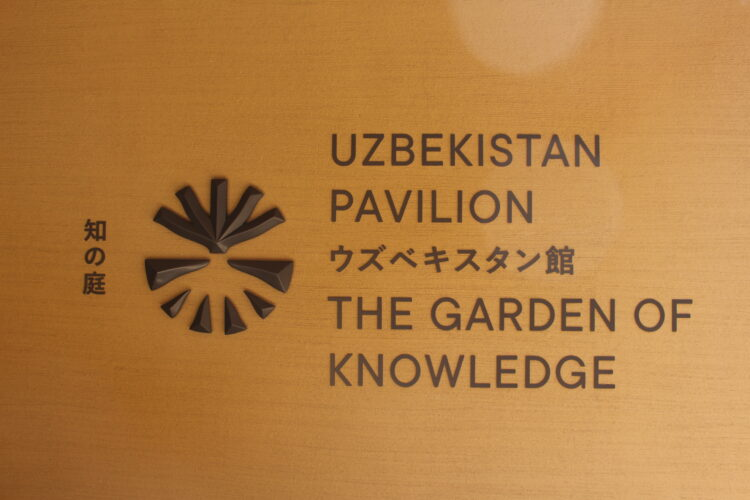 知の庭
UZBEKISTAN
PAVILION
ウズベキスタン館
THE GARDEN OF
KNOWLEDGE